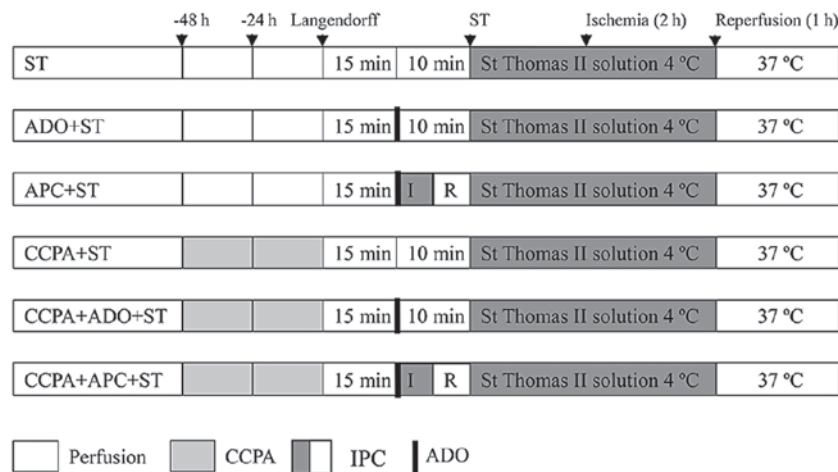 -48 h -24 h Langendorff ST Ischemia (2 h) Reperfusion (1 h)
ST 15 min 10 min St Thomas II solution 4 ºC 37 ºC
ADO+ST 15 min 10 min St Thomas II solution 4 ºC 37 ºC
APC+ST 15 min I R St Thomas II solution 4 ºC 37 ºC
CCPA+ST 15 min 10 min St Thomas II solution 4 ºC 37 ºC
CCPA+ADO+ST 15 min 10 min St Thomas II solution 4 ºC 37 ºC
CCPA+APC+ST 15 min I R St Thomas II solution 4 ºC 37 ºC
Perfusion CCPA IPC ADO